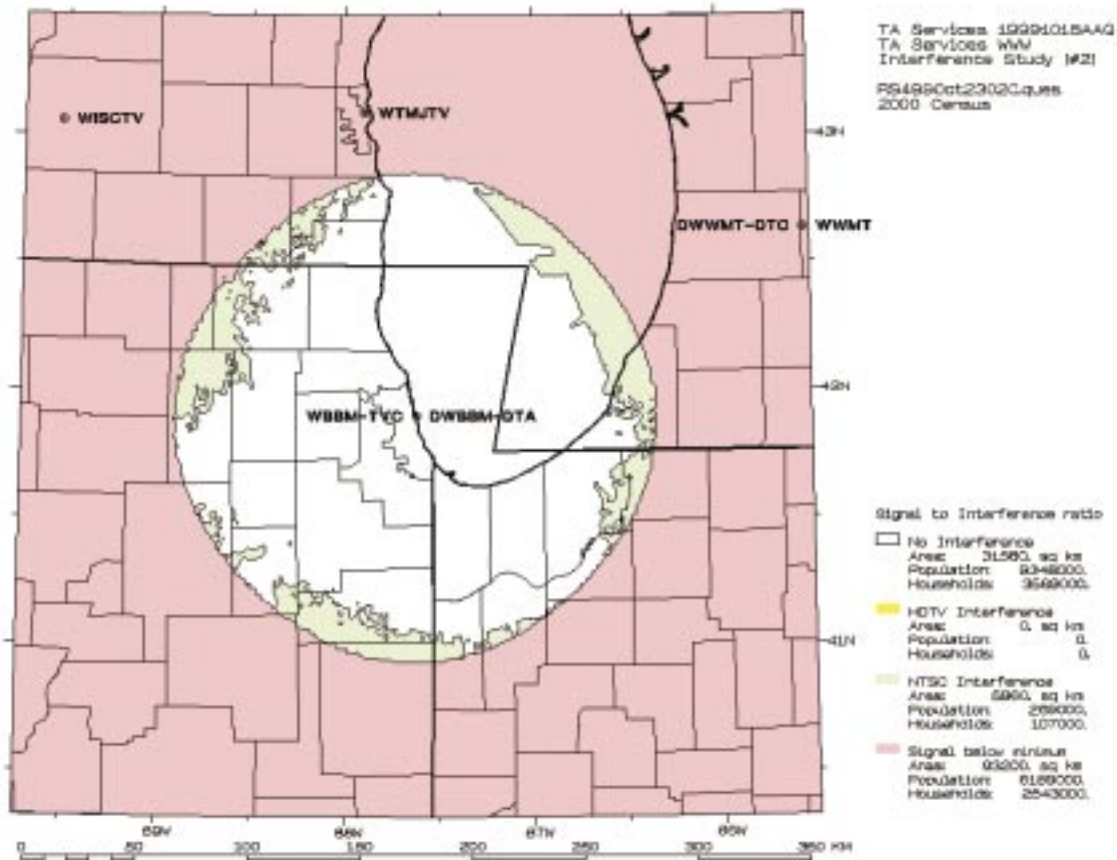 TA Services 19991015AAQ
TA Services WWW
Interference Study [#2]
2000 Census
WISCTV
WTMJTV
43N
DWWMT-DTC
WWMT
42N
WBBM-TVC
DWBBM-DTA
Signal to Interference ratio
No Interference
Area: 31580. sq km
Population: 9348000.
Households: 3569000.
HDTV Interference
Area: 0. sq km
Population: 0.
Households: 0.
NTSC Interference
Area: sq km
Population: 269000.
Households: 107000.
41N
Signal below minimum
Area: 93200. sq km
Population:
Households: 2543000.
89W 88W 87W 86W
0 50 100 150 200 250 300 350 KM